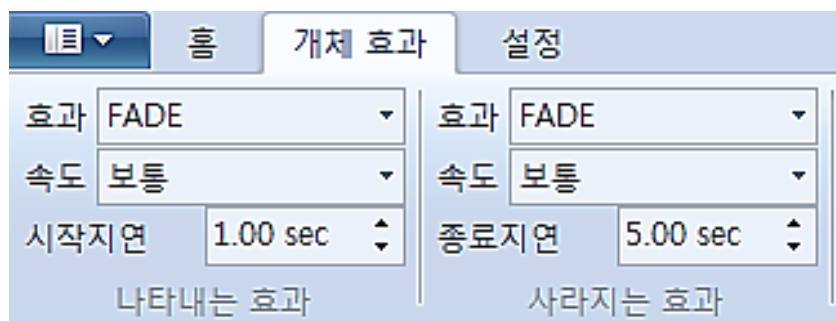 홈 개체 효과 설정
효과 FADE 효과 FADE
속도 보통 속도 보통
시작지연 1.00 sec 종료지연 5.00 sec
나타내는 효과 사라지는 효과